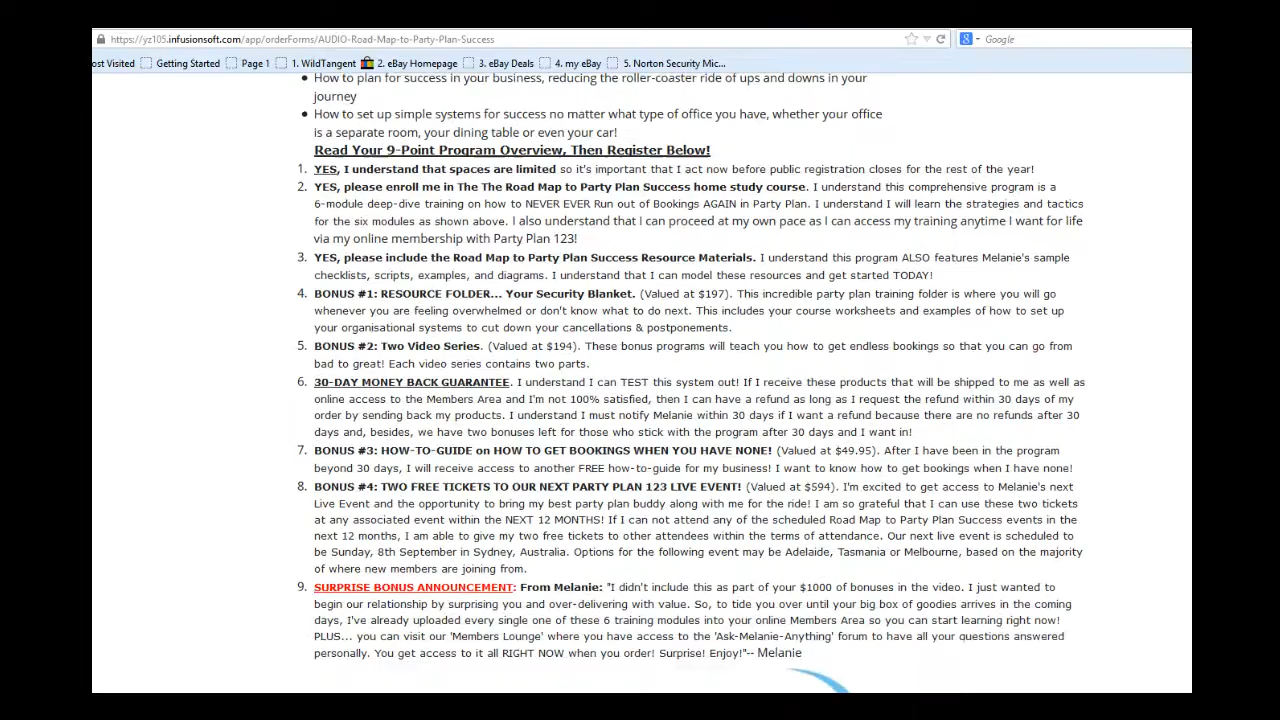 https://yz105.infusionsoft.com/app/orderForms/AUDIO-Road-Map-to-Party-Plan-Success
Google
ost Visited Getting Started Page 1 1. WildTangent 2. eBay Homepage 3. eBay Deals 4. my eBay 5. Norton Security Mic...
• How to plan for success in your business, reducing the roller-coaster ride of ups and downs in your
journey
• How to set up simple systems for success no matter what type of office you have, whether your office
is a separate room, your dining table or even your car!
Read Your 9-Point Program Overview, Then Register Below!
1. YES, I understand that spaces are limited so it's important that I act now before public registration closes for the rest of the year!
2. YES, please enroll me in The The Road Map to Party Plan Success home study course. I understand this comprehensive program is a
6-module deep-dive training on how to NEVER EVER Run out of Bookings AGAIN in Party Plan. I understand I will learn the strategies and tactics
for the six modules as shown above. I also understand that I can proceed at my own pace as I can access my training anytime I want for life
via my online membership with Party Plan 123!
3. YES, please include the Road Map to Party Plan Success Resource Materials. I understand this program ALSO features Melanie's sample
checklists, scripts, examples, and diagrams. I understand that I can model these resources and get started TODAY!
4. BONUS #1: RESOURCE FOLDER... Your Security Blanket. (Valued at $197). This incredible party plan training folder is where you will go
whenever you are feeling overwhelmed or don't know what to do next. This includes your course worksheets and examples of how to set up
your organisational systems to cut down your cancellations & postponements.
5. BONUS #2: Two Video Series. (Valued at $194). These bonus programs will teach you how to get endless bookings so that you can go from
bad to great! Each video series contains two parts.
6. 30-DAY MONEY BACK GUARANTEE. I understand I can TEST this system out! If I receive these products that will be shipped to me as well as
online access to the Members Area and I'm not 100% satisfied, then I can have a refund as long as I request the refund within 30 days of my
order by sending back my products. I understand I must notify Melanie within 30 days if I want a refund because there are no refunds after 30
days and, besides, we have two bonuses left for those who stick with the program after 30 days and I want in!
7. BONUS #3: HOW-TO-GUIDE on HOW TO GET BOOKINGS WHEN YOU HAVE NONE! (Valued at $49.95). After I have been in the program
beyond 30 days, I will receive access to another FREE how-to-guide for my business! I want to know how to get bookings when I have none!
8. BONUS #4: TWO FREE TICKETS TO OUR NEXT PARTY PLAN 123 LIVE EVENT! (Valued at $594). I'm excited to get access to Melanie's next
Live Event and the opportunity to bring my best party plan buddy along with me for the ride! I am so grateful that I can use these two tickets
at any associated event within the NEXT 12 MONTHS! If I can not attend any of the scheduled Road Map to Party Plan Success events in the
next 12 months, I am able to give my two free tickets to other attendees within the terms of attendance. Our next live event is scheduled to
be Sunday, 8th September in Sydney, Australia. Options for the following event may be Adelaide, Tasmania or Melbourne, based on the majority
of where new members are joining from.
9. SURPRISE BONUS ANNOUNCEMENT: From Melanie: "I didn't include this as part of your $1000 of bonuses in the video. I just wanted to
begin our relationship by surprising you and over-delivering with value. So, to tide you over until your big box of goodies arrives in the coming
days, I've already uploaded every single one of these 6 training modules into your online Members Area so you can start learning right now!
PLUS... you can visit our 'Members Lounge' where you have access to the 'Ask-Melanie-Anything' forum to have all your questions answered
personally. You get access to it all RIGHT NOW when you order! Surprise! Enjoy!"-- Melanie